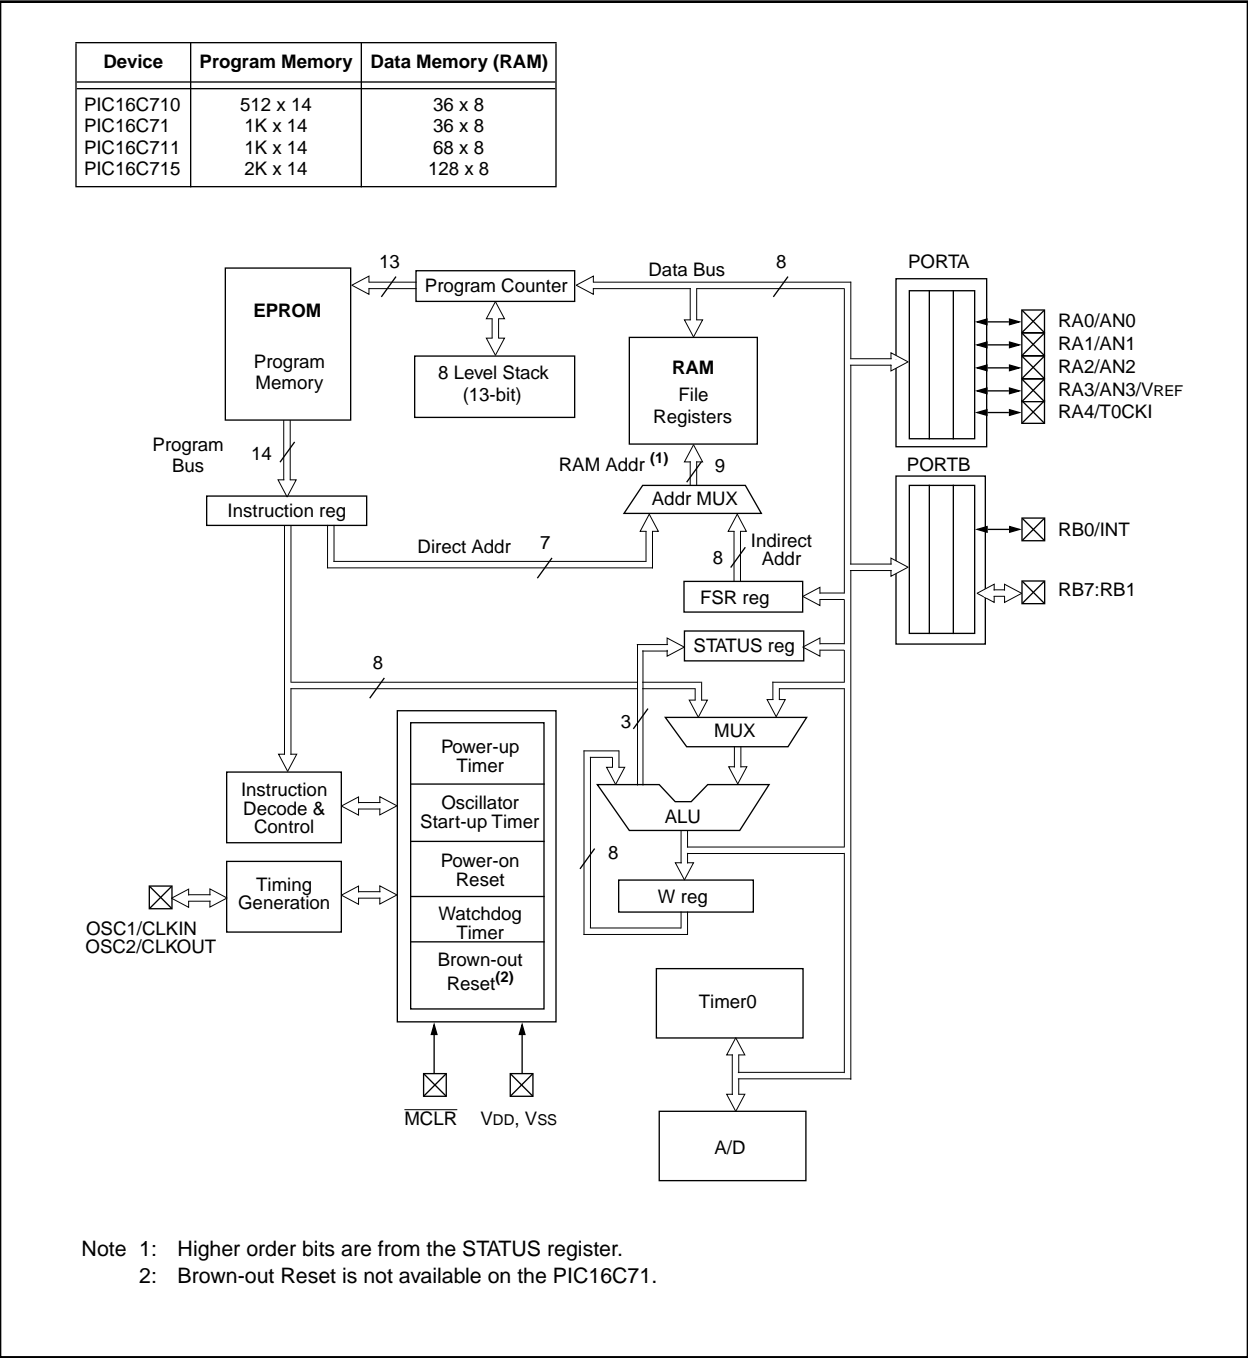 Device Program Memory Data Memory (RAM)
PIC16C710 512 x 14 36 x 8
PIC16C71 1K x 14 36 x 8
PIC16C711 1K x 14 68 x 8
PIC16C715 2K x 14 128 x 8
13
Program Counter
Data Bus
8
PORTA
EPROM
Program
Memory
8 Level Stack
(13-bit)
RAM
File
Registers
RA0/AN0
RA1/AN1
RA2/AN2
RA3/AN3/VREF
RA4/T0CKI
Program
Bus
14
RAM Addr (1)
9
PORTB
Instruction reg
Addr MUX
Direct Addr
7
8
Indirect
Addr
RB0/INT
FSR reg
RB7:RB1
STATUS reg
8
3
MUX
Power-up
Timer
Instruction
Decode &
Control
Oscillator
Start-up Timer
ALU
Power-on
Reset
8
Timing
Generation
W reg
Watchdog
Timer
OSC1/CLKIN
OSC2/CLKOUT
Brown-out
Reset(2)
Timer0
MCLR
VDD, VSS
A/D
Note 1: Higher order bits are from the STATUS register.
2: Brown-out Reset is not available on the PIC16C71.